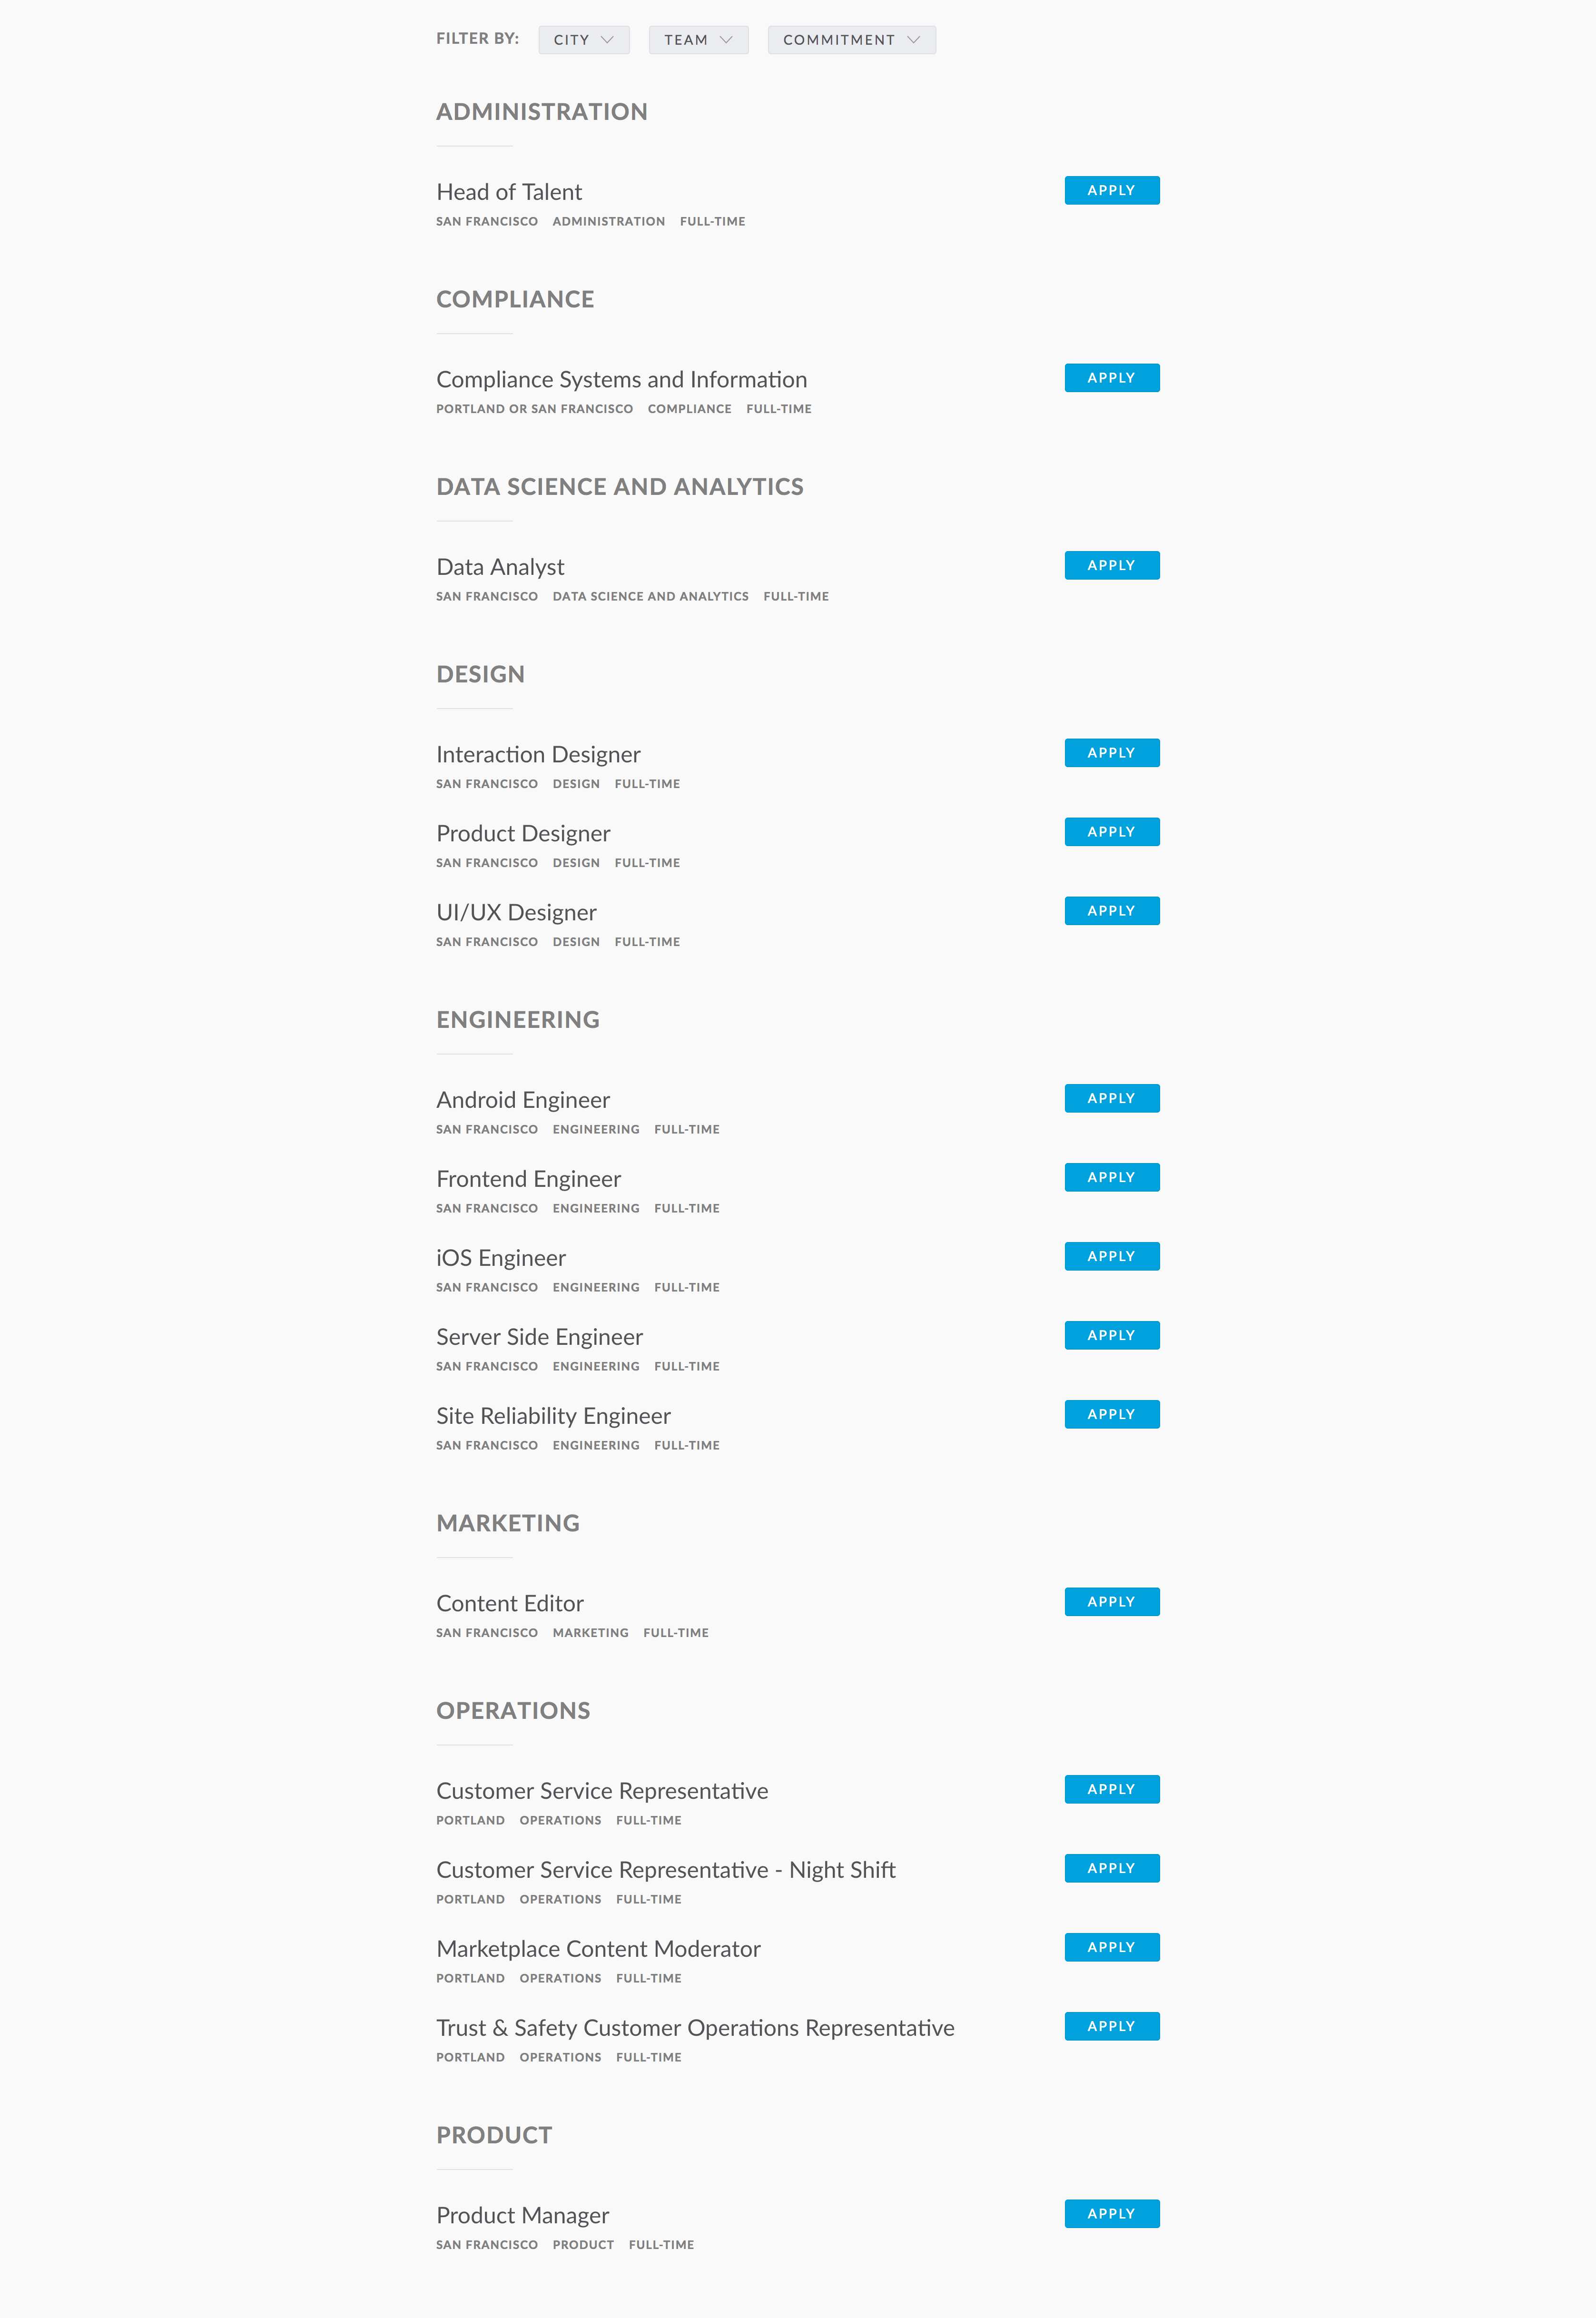 FILTER BY: CITY TEAM COMMITMENT
ADMINISTRATION
Head of Talent APPLY
SAN FRANCISCO ADMINISTRATION FULL-TIME
COMPLIANCE
Compliance Systems and Information APPLY
PORTLAND OR SAN FRANCISCO COMPLIANCE FULL-TIME
DATA SCIENCE AND ANALYTICS
Data Analyst APPLY
SAN FRANCISCO DATA SCIENCE AND ANALYTICS FULL-TIME
DESIGN
Interaction Designer APPLY
SAN FRANCISCO DESIGN FULL-TIME
Product Designer APPLY
SAN FRANCISCO DESIGN FULL-TIME
UI/UX Designer APPLY
SAN FRANCISCO DESIGN FULL-TIME
ENGINEERING
Android Engineer APPLY
SAN FRANCISCO ENGINEERING FULL-TIME
Frontend Engineer APPLY
SAN FRANCISCO ENGINEERING FULL-TIME
iOS Engineer APPLY
SAN FRANCISCO ENGINEERING FULL-TIME
Server Side Engineer APPLY
SAN FRANCISCO ENGINEERING FULL-TIME
Site Reliability Engineer APPLY
SAN FRANCISCO ENGINEERING FULL-TIME
MARKETING
Content Editor APPLY
SAN FRANCISCO MARKETING FULL-TIME
OPERATIONS
Customer Service Representative APPLY
PORTLAND OPERATIONS FULL-TIME
Customer Service Representative - Night Shift APPLY
PORTLAND OPERATIONS FULL-TIME
Marketplace Content Moderator APPLY
PORTLAND OPERATIONS FULL-TIME
Trust & Safety Customer Operations Representative APPLY
PORTLAND OPERATIONS FULL-TIME
PRODUCT
Product Manager APPLY
SAN FRANCISCO PRODUCT FULL-TIME